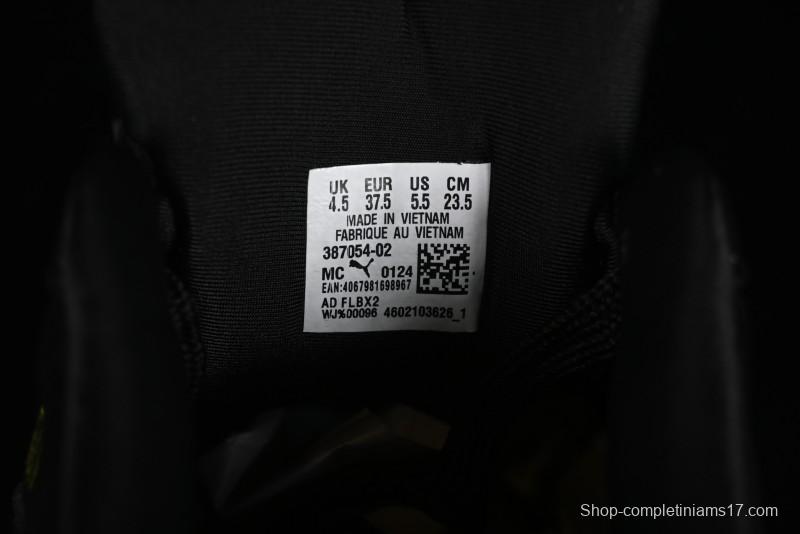 UK EUR US CM
4.5 37.5 5.5 23.5
MADE IN VIETNAM
FABRIQUE AU VIETNAM
387054-02
MC 0124
EAN:4067981698967
AD FLBX2
WJ%00096 4602103626_1
Shop-completiniams17.com